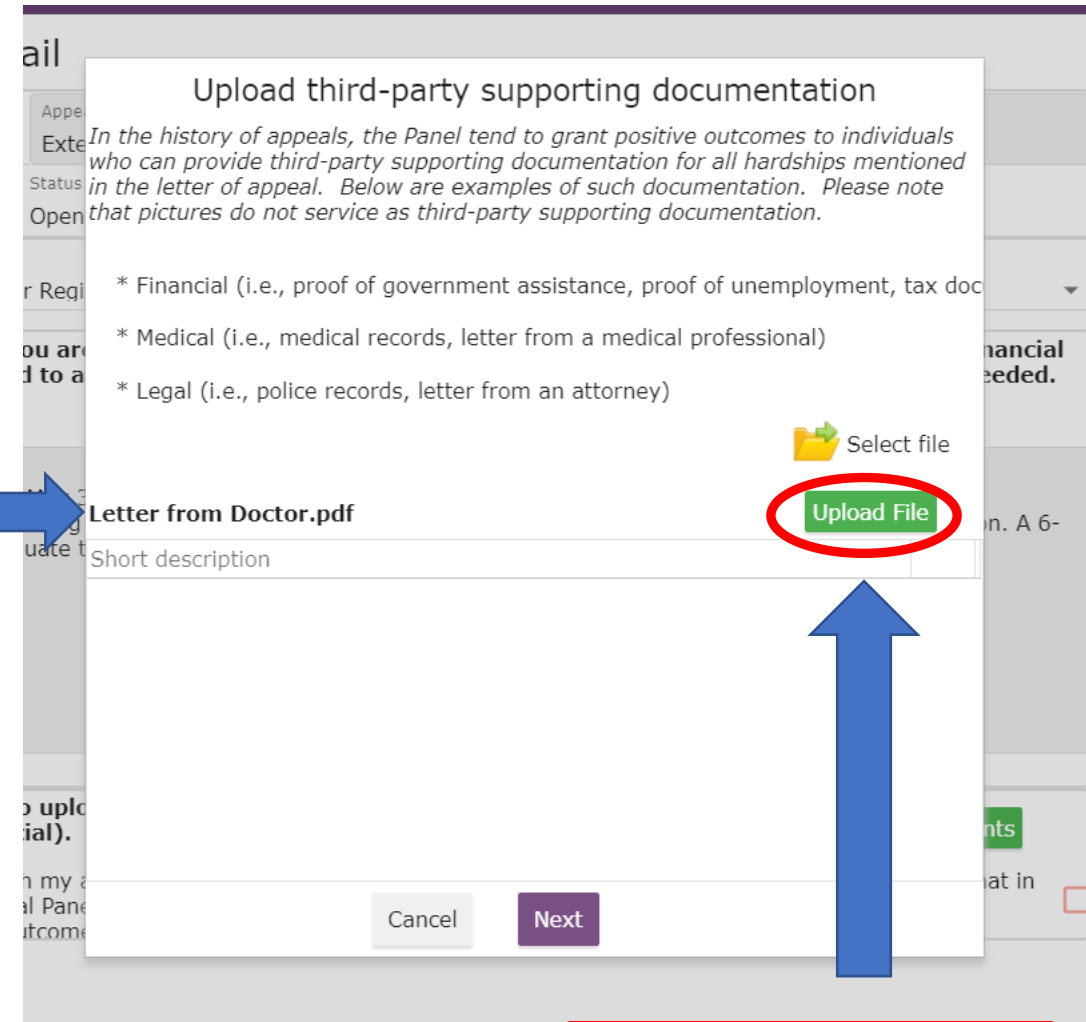 ail
Upload third-party supporting documentation
Appe
Exte
In the history of appeals, the Panel tend to grant positive outcomes to individuals
who can provide third-party supporting documentation for all hardships mentioned
Status
in the letter of appeal. Below are examples of such documentation. Please note
Open
that pictures do not service as third-party supporting documentation.
r Regi
* Financial (i.e., proof of government assistance, proof of unemployment, tax doc
* Medical (i.e., medical records, letter from a medical professional)
ou are
nancial
d to a
eeded.
* Legal (i.e., police records, letter from an attorney)
Select file
Letter from Doctor.pdf
Upload File
on. A 6-
uate t
Short description
o uplo
ial).
nts
n my a
hat in
al Pane
utcome
Cancel
Next